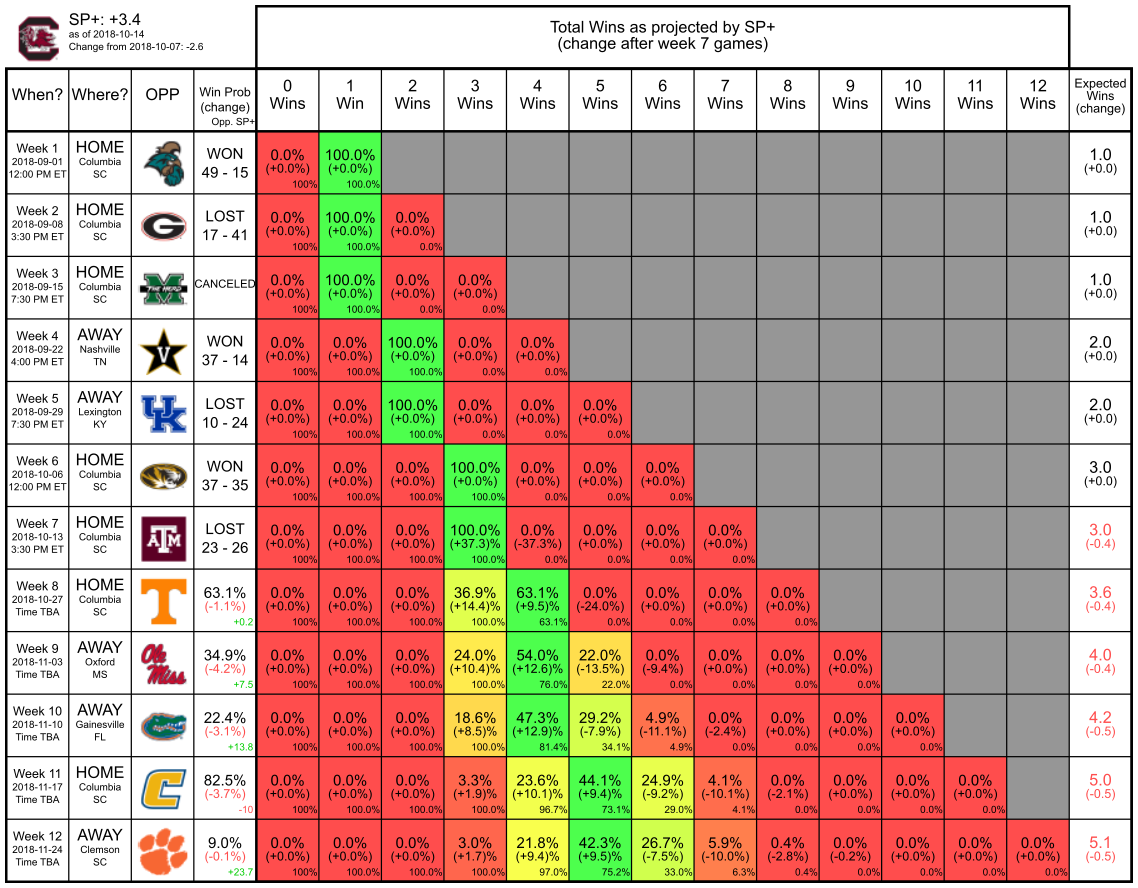 SP+: +3.4
as of 2018-10-14
Change from 2018-10-07: -2.6
Total Wins as projected by SP+
(change after week 7 games)
When? Where? OPP Win Prob (change) Opp. SP+ 0 Wins 1 Win 2 Wins 3 Wins 4 Wins 5 Wins 6 Wins 7 Wins 8 Wins 9 Wins 10 Wins 11 Wins 12 Wins Expected Wins (change)
Week 1 HOME WON 0.0% 100.0% 1.0
2018-09-01 Columbia (+0.0%) (+0.0%) (+0.0)
12:00 PM ET SC 49 - 15 100% 100.0%
Week 2 HOME LOST 0.0% 100.0% 0.0% 1.0
2018-09-08 Columbia (+0.0%) (+0.0%) (+0.0%) (+0.0)
3:30 PM ET SC G 17 - 41 100% 100.0% 0.0%
Week 3 HOME CANCELED 0.0% 100.0% 0.0% 0.0% 1.0
2018-09-15 Columbia M THE HERD (+0.0%) (+0.0%) (+0.0%) (+0.0%) (+0.0)
7:30 PM ET SC 100% 100.0% 0.0% 0.0%
Week 4 AWAY WON 0.0% 0.0% 100.0% 0.0% 0.0% 2.0
2018-09-22 Nashville V (+0.0%) (+0.0%) (+0.0%) (+0.0%) (+0.0%) (+0.0)
4:00 PM ET TN 37 - 14 100% 100.0% 100.0% 0.0% 0.0%
Week 5 AWAY LOST 0.0% 0.0% 100.0% 0.0% 0.0% 0.0% 2.0
2018-09-29 Lexington UK (+0.0%) (+0.0%) (+0.0%) (+0.0%) (+0.0%) (+0.0%) (+0.0)
7:30 PM ET KY 10 - 24 100% 100.0% 100.0% 0.0% 0.0% 0.0%
Week 6 HOME WON 0.0% 0.0% 0.0% 100.0% 0.0% 0.0% 0.0% 3.0
2018-10-06 Columbia (+0.0%) (+0.0%) (+0.0%) (+0.0%) (+0.0%) (+0.0%) (+0.0%) (+0.0)
12:00 PM ET SC 37 - 35 100% 100.0% 100.0% 100.0% 0.0% 0.0% 0.0%
Week 7 HOME LOST 0.0% 0.0% 0.0% 100.0% 0.0% 0.0% 0.0% 0.0% 3.0
2018-10-13 Columbia ATM (+0.0%) (+0.0%) (+0.0%) (+37.3)% (-37.3%) (+0.0%) (+0.0%) (+0.0%) (-0.4)
3:30 PM ET SC 23 - 26 100% 100.0% 100.0% 100.0% 0.0% 0.0% 0.0% 0.0%
Week 8 HOME 63.1% 0.0% 0.0% 0.0% 36.9% 63.1% 0.0% 0.0% 0.0% 0.0% 3.6
2018-10-27 Columbia T (-1.1%) (+0.0%) (+0.0%) (+0.0%) (+14.4)% (+9.5)% (-24.0%) (+0.0%) (+0.0%) (+0.0%) (-0.4)
Time TBA SC +0.2 100% 100.0% 100.0% 100.0% 63.1% 0.0% 0.0% 0.0% 0.0%
Week 9 AWAY 34.9% 0.0% 0.0% 0.0% 24.0% 54.0% 22.0% 0.0% 0.0% 0.0% 0.0% 4.0
2018-11-03 Oxford Ole Miss (-4.2%) (+0.0%) (+0.0%) (+0.0%) (+10.4)% (+12.6)% (-13.5%) (-9.4%) (+0.0%) (+0.0%) (+0.0%) (-0.4)
Time TBA MS +7.5 100% 100.0% 100.0% 100.0% 76.0% 22.0% 0.0% 0.0% 0.0% 0.0%
Week 10 AWAY 22.4% 0.0% 0.0% 0.0% 18.6% 47.3% 29.2% 4.9% 0.0% 0.0% 0.0% 0.0% 4.2
2018-11-10 Gainesville (-3.1%) (+0.0%) (+0.0%) (+0.0%) (+8.5)% (+12.9)% (-7.9%) (-11.1%) (-2.4%) (+0.0%) (+0.0%) (+0.0%) (-0.5)
Time TBA FL +13.8 100% 100.0% 100.0% 100.0% 81.4% 34.1% 4.9% 0.0% 0.0% 0.0% 0.0%
Week 11 HOME 82.5% 0.0% 0.0% 0.0% 3.3% 23.6% 44.1% 24.9% 4.1% 0.0% 0.0% 0.0% 0.0% 5.0
2018-11-17 Columbia C (-3.7%) (+0.0%) (+0.0%) (+0.0%) (+1.9)% (+10.1)% (+9.4)% (-9.2%) (-10.1%) (-2.1%) (+0.0%) (+0.0%) (+0.0%) (-0.5)
Time TBA SC -10 100% 100.0% 100.0% 100.0% 96.7% 73.1% 29.0% 4.1% 0.0% 0.0% 0.0% 0.0%
Week 12 AWAY 9.0% 0.0% 0.0% 0.0% 3.0% 21.8% 42.3% 26.7% 5.9% 0.4% 0.0% 0.0% 0.0% 0.0% 5.1
2018-11-24 Clemson (-0.1%) (+0.0%) (+0.0%) (+0.0%) (+1.7)% (+9.4)% (+9.5)% (-7.5%) (-10.0%) (-2.8%) (-0.2%) (+0.0%) (+0.0%) (+0.0%) (-0.5)
Time TBA SC +23.7 100% 100.0% 100.0% 100.0% 97.0% 75.2% 33.0% 6.3% 0.4% 0.0% 0.0% 0.0% 0.0%